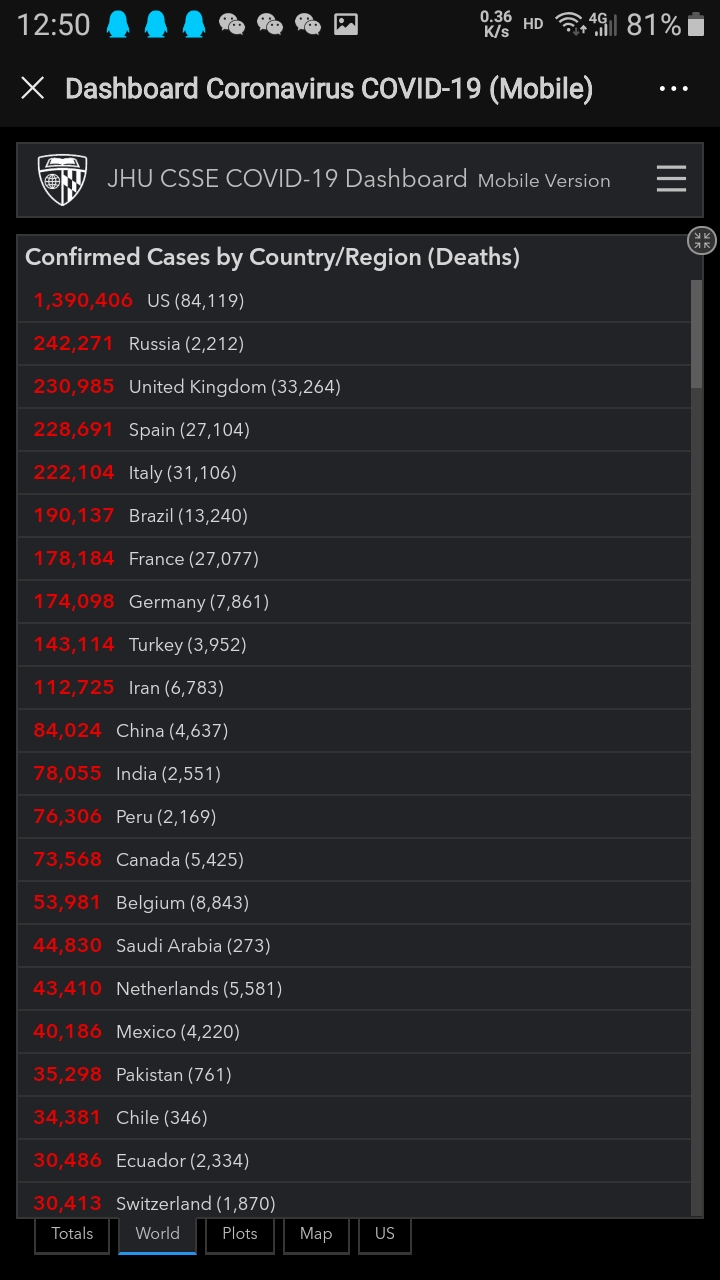 12:50
0.36 K/s HD 4G 81%
Dashboard Coronavirus COVID-19 (Mobile)
JHU CSSE COVID-19 Dashboard Mobile Version
Confirmed Cases by Country/Region (Deaths)
1,390,406 US (84,119)
242,271 Russia (2,212)
230,985 United Kingdom (33,264)
228,691 Spain (27,104)
222,104 Italy (31,106)
190,137 Brazil (13,240)
178,184 France (27,077)
174,098 Germany (7,861)
143,114 Turkey (3,952)
112,725 Iran (6,783)
84,024 China (4,637)
78,055 India (2,551)
76,306 Peru (2,169)
73,568 Canada (5,425)
53,981 Belgium (8,843)
44,830 Saudi Arabia (273)
43,410 Netherlands (5,581)
40,186 Mexico (4,220)
35,298 Pakistan (761)
34,381 Chile (346)
30,486 Ecuador (2,334)
30,413 Switzerland (1,870)
Totals World Plots Map US